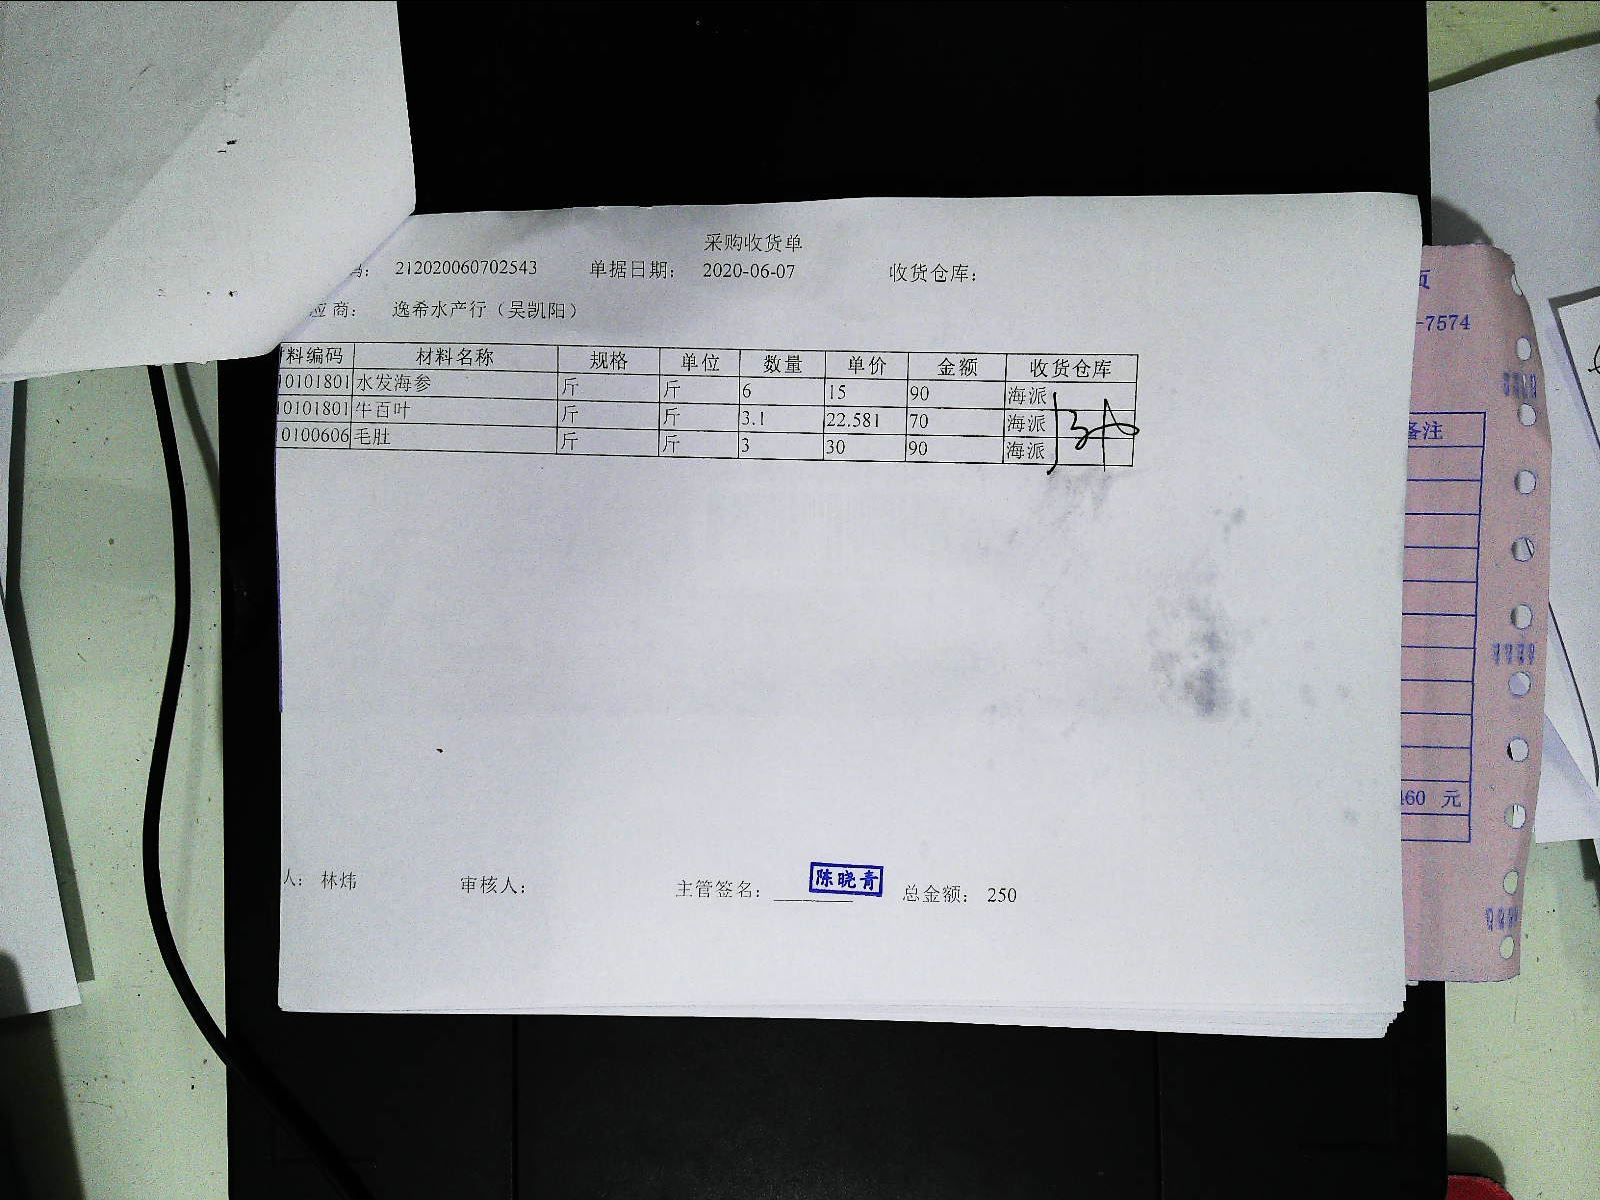 采购收货单
码： 212020060702543 单据日期： 2020-06-07 收货仓库：
应商： 逸希水产行（吴凯阳）
料编码 材料名称 规格 单位 数量 单价 金额 收货仓库
10101801 水发海参 斤 斤 6 15 90 海派
10101801 牛百叶 斤 斤 3.1 22.581 70 海派
0100606 毛肚 斤 斤 3 30 90 海派
人： 林炜 审核人： 主管签名： 陈晓青 总金额： 250
页
-7574
备注
460 元